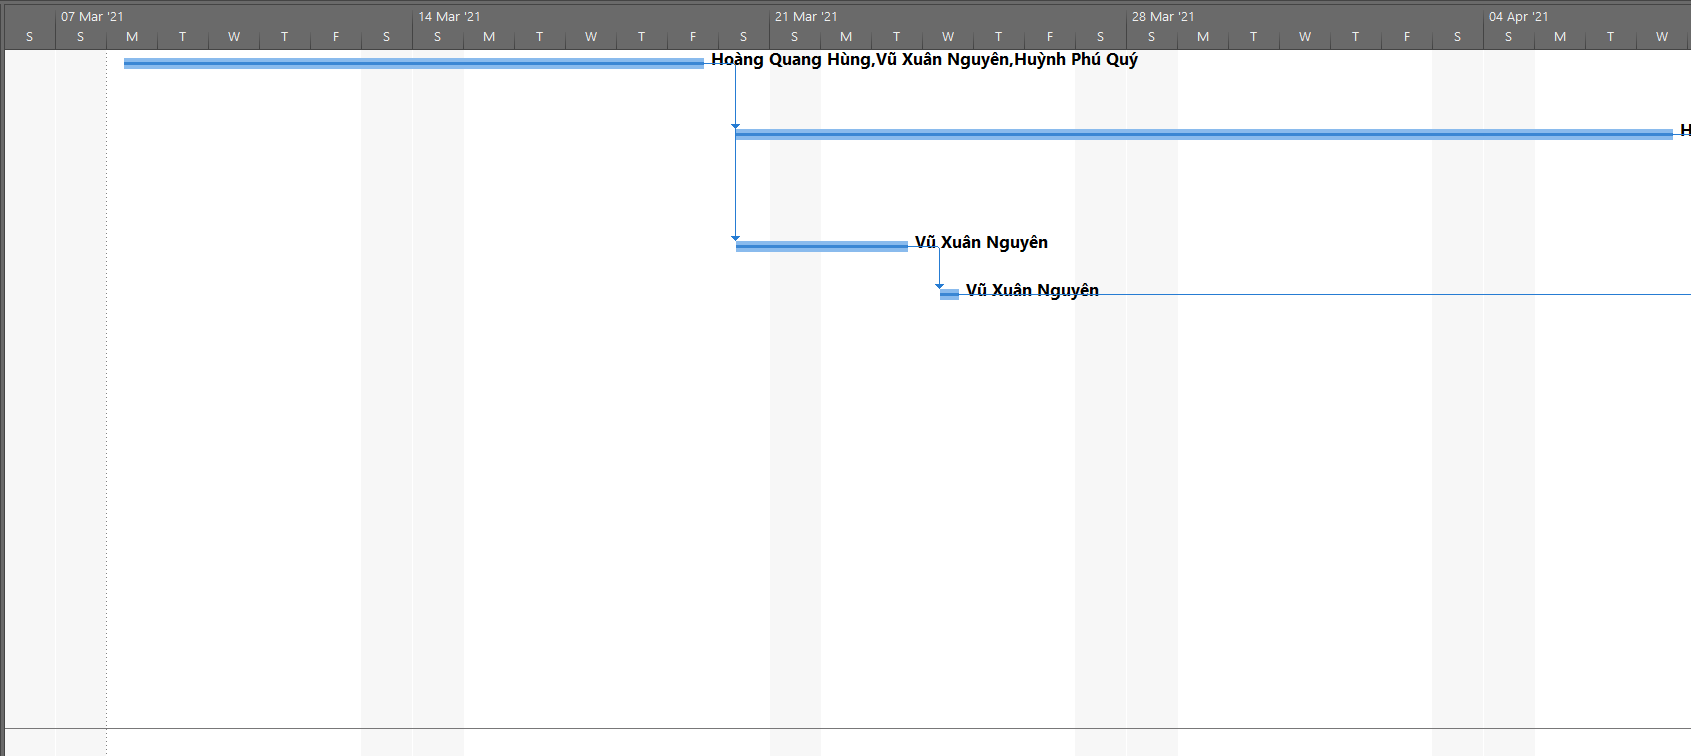 07 Mar '21 14 Mar '21 21 Mar '21 28 Mar '21 04 Apr '21
S S M T W T F S S M T W T F S S M T W T F S S M T W T F S S M T W
Hoàng Quang Hùng,Vũ Xuân Nguyên,Huỳnh Phú Quý
H
Vũ Xuân Nguyên
Vũ Xuân Nguyên